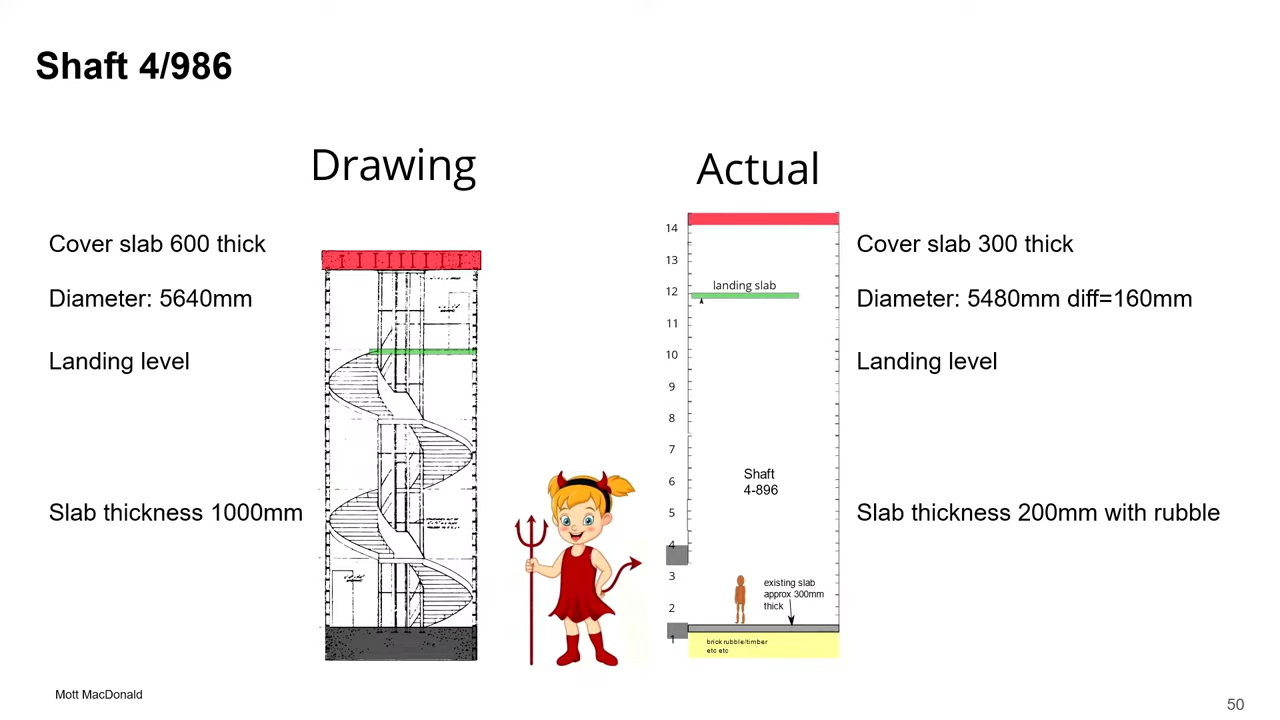 Shaft 4/986
Drawing
Actual
Cover slab 600 thick
Diameter: 5640mm
Landing level
Slab thickness 1000mm
14
13
12
11
10
9
8
7
6
5
4
3
2
1
landing slab
Shaft
4-896
existing slab
approx 300mm
thick
brick rubble/timber
etc etc
Cover slab 300 thick
Diameter: 5480mm diff=160mm
Landing level
Slab thickness 200mm with rubble
Mott MacDonald
50